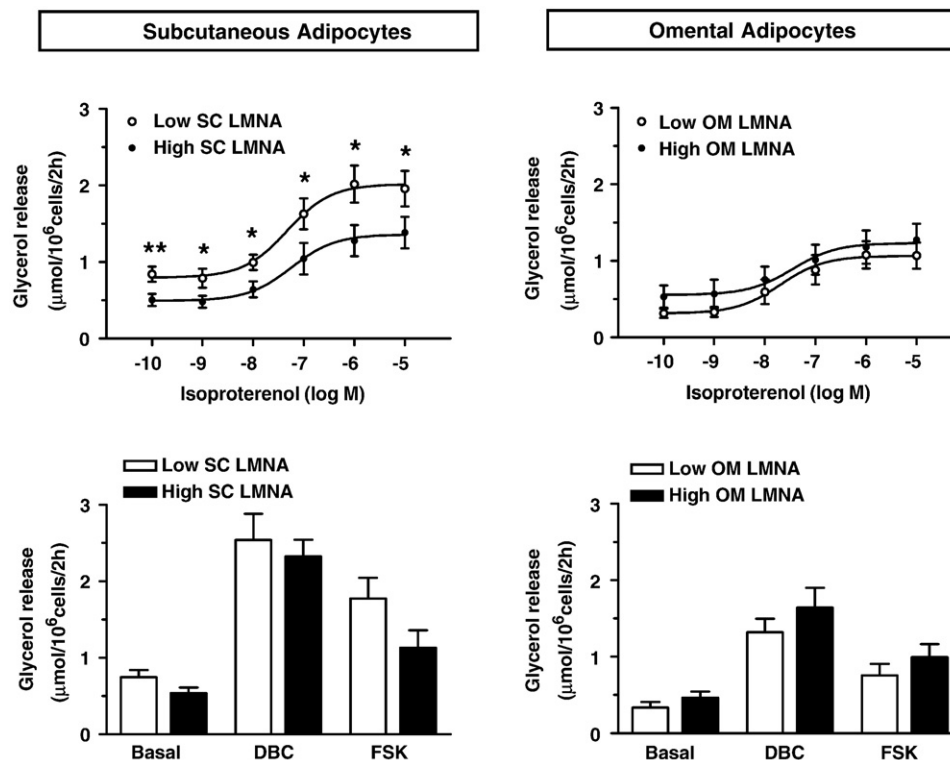 Subcutaneous Adipocytes
Omental Adipocytes
3
2
1
0
Glycerol release
(μmol/10⁶cells/2h)
Low SC LMNA
High SC LMNA
**
*
*
*
*
*
-10 -9 -8 -7 -6 -5
Isoproterenol (log M)
3
2
1
0
Glycerol release
(μmol/10⁶cells/2h)
Low OM LMNA
High OM LMNA
-10 -9 -8 -7 -6 -5
Isoproterenol (log M)
Low SC LMNA
High SC LMNA
3
2
1
0
Glycerol release
(μmol/10⁶cells/2h)
Basal DBC FSK
Low OM LMNA
High OM LMNA
3
2
1
0
Glycerol release
(μmol/10⁶cells/2h)
Basal DBC FSK